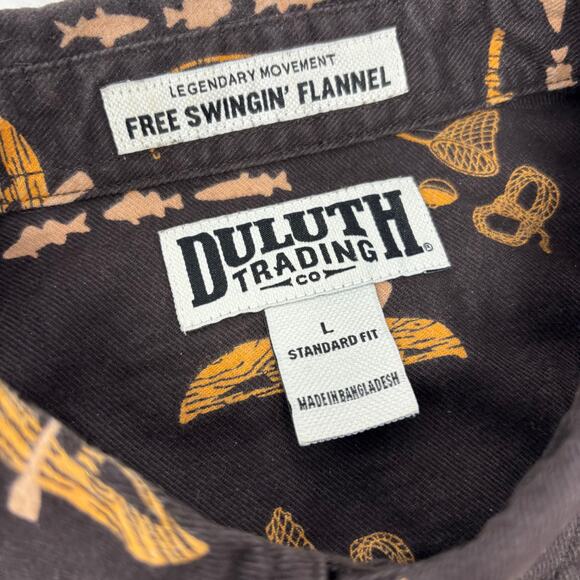 LEGENDARY MOVEMENT
FREE SWINGIN' FLANNEL
DULUTH
TRADING
CO
®
L
STANDARD FIT
MADE IN BANGLADESH